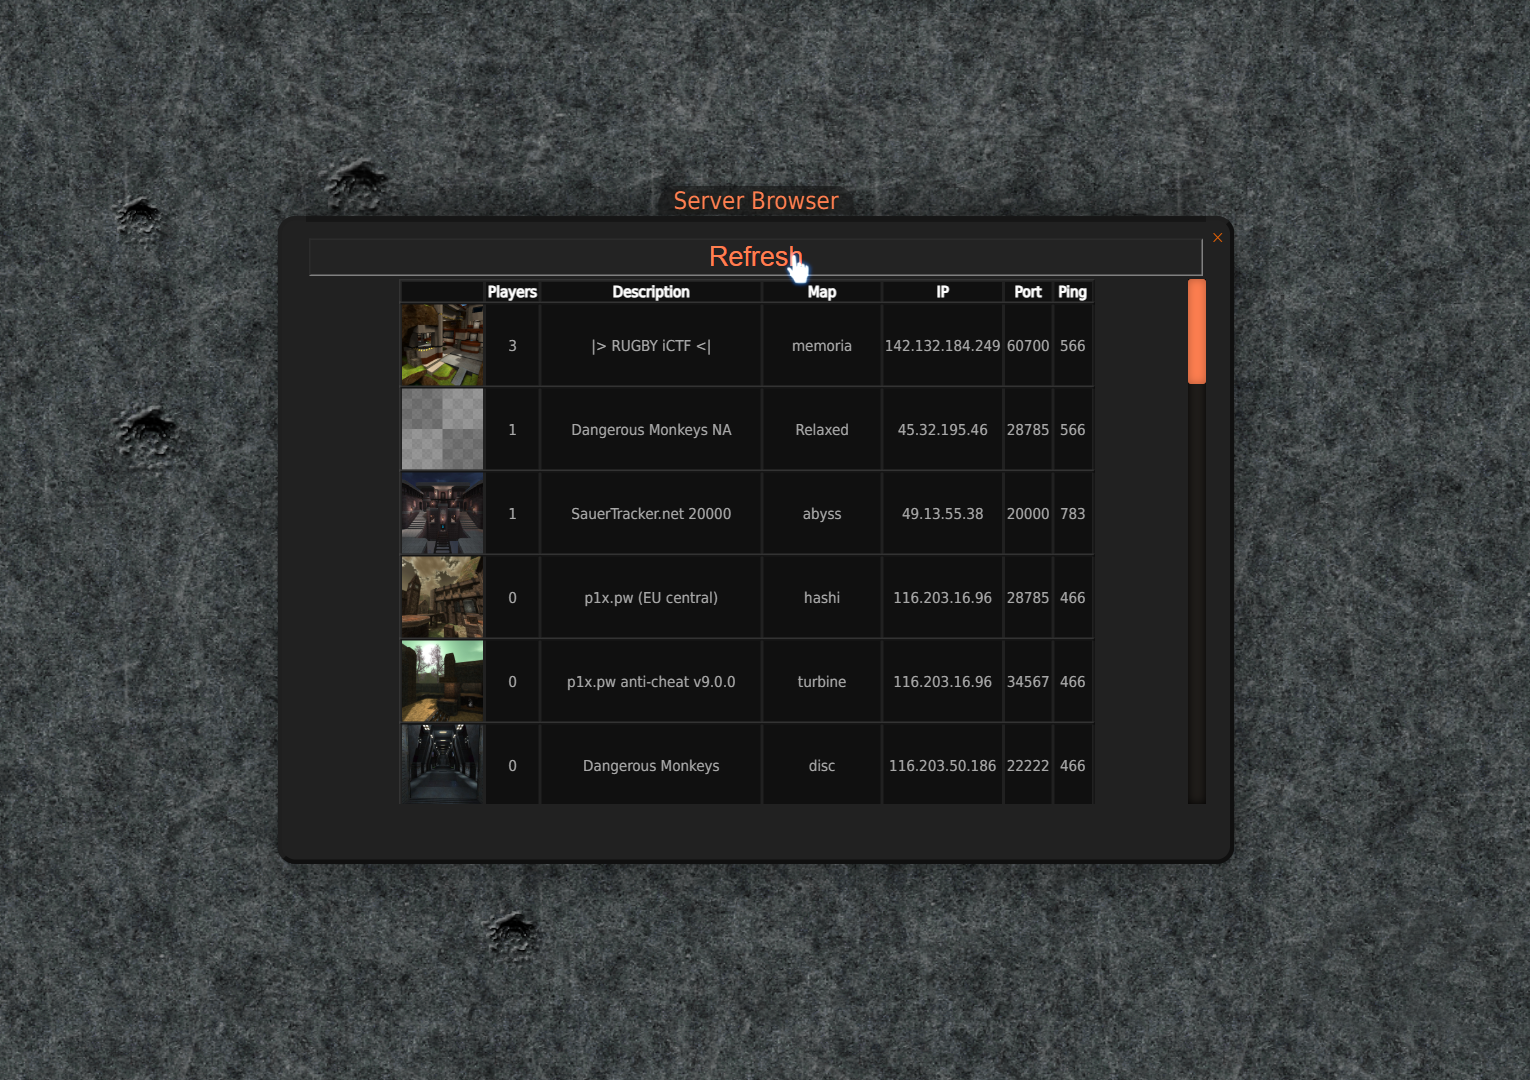 Server Browser
×
Refresh
Players Description Map IP Port Ping
3 |> RUGBY iCTF <| memoria 142.132.184.249 60700 566
1 Dangerous Monkeys NA Relaxed 45.32.195.46 28785 566
1 SauerTracker.net 20000 abyss 49.13.55.38 20000 783
0 p1x.pw (EU central) hashi 116.203.16.96 28785 466
0 p1x.pw anti-cheat v9.0.0 turbine 116.203.16.96 34567 466
0 Dangerous Monkeys disc 116.203.50.186 22222 466